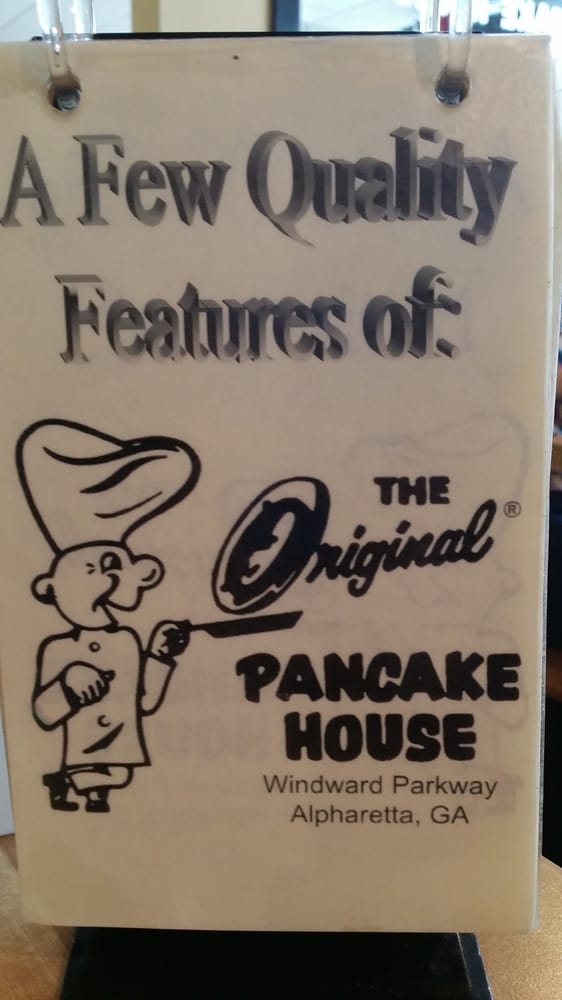 A Few Quality
Features of:
THE
Original®
PANCAKE
HOUSE
Windward Parkway
Alpharetta, GA